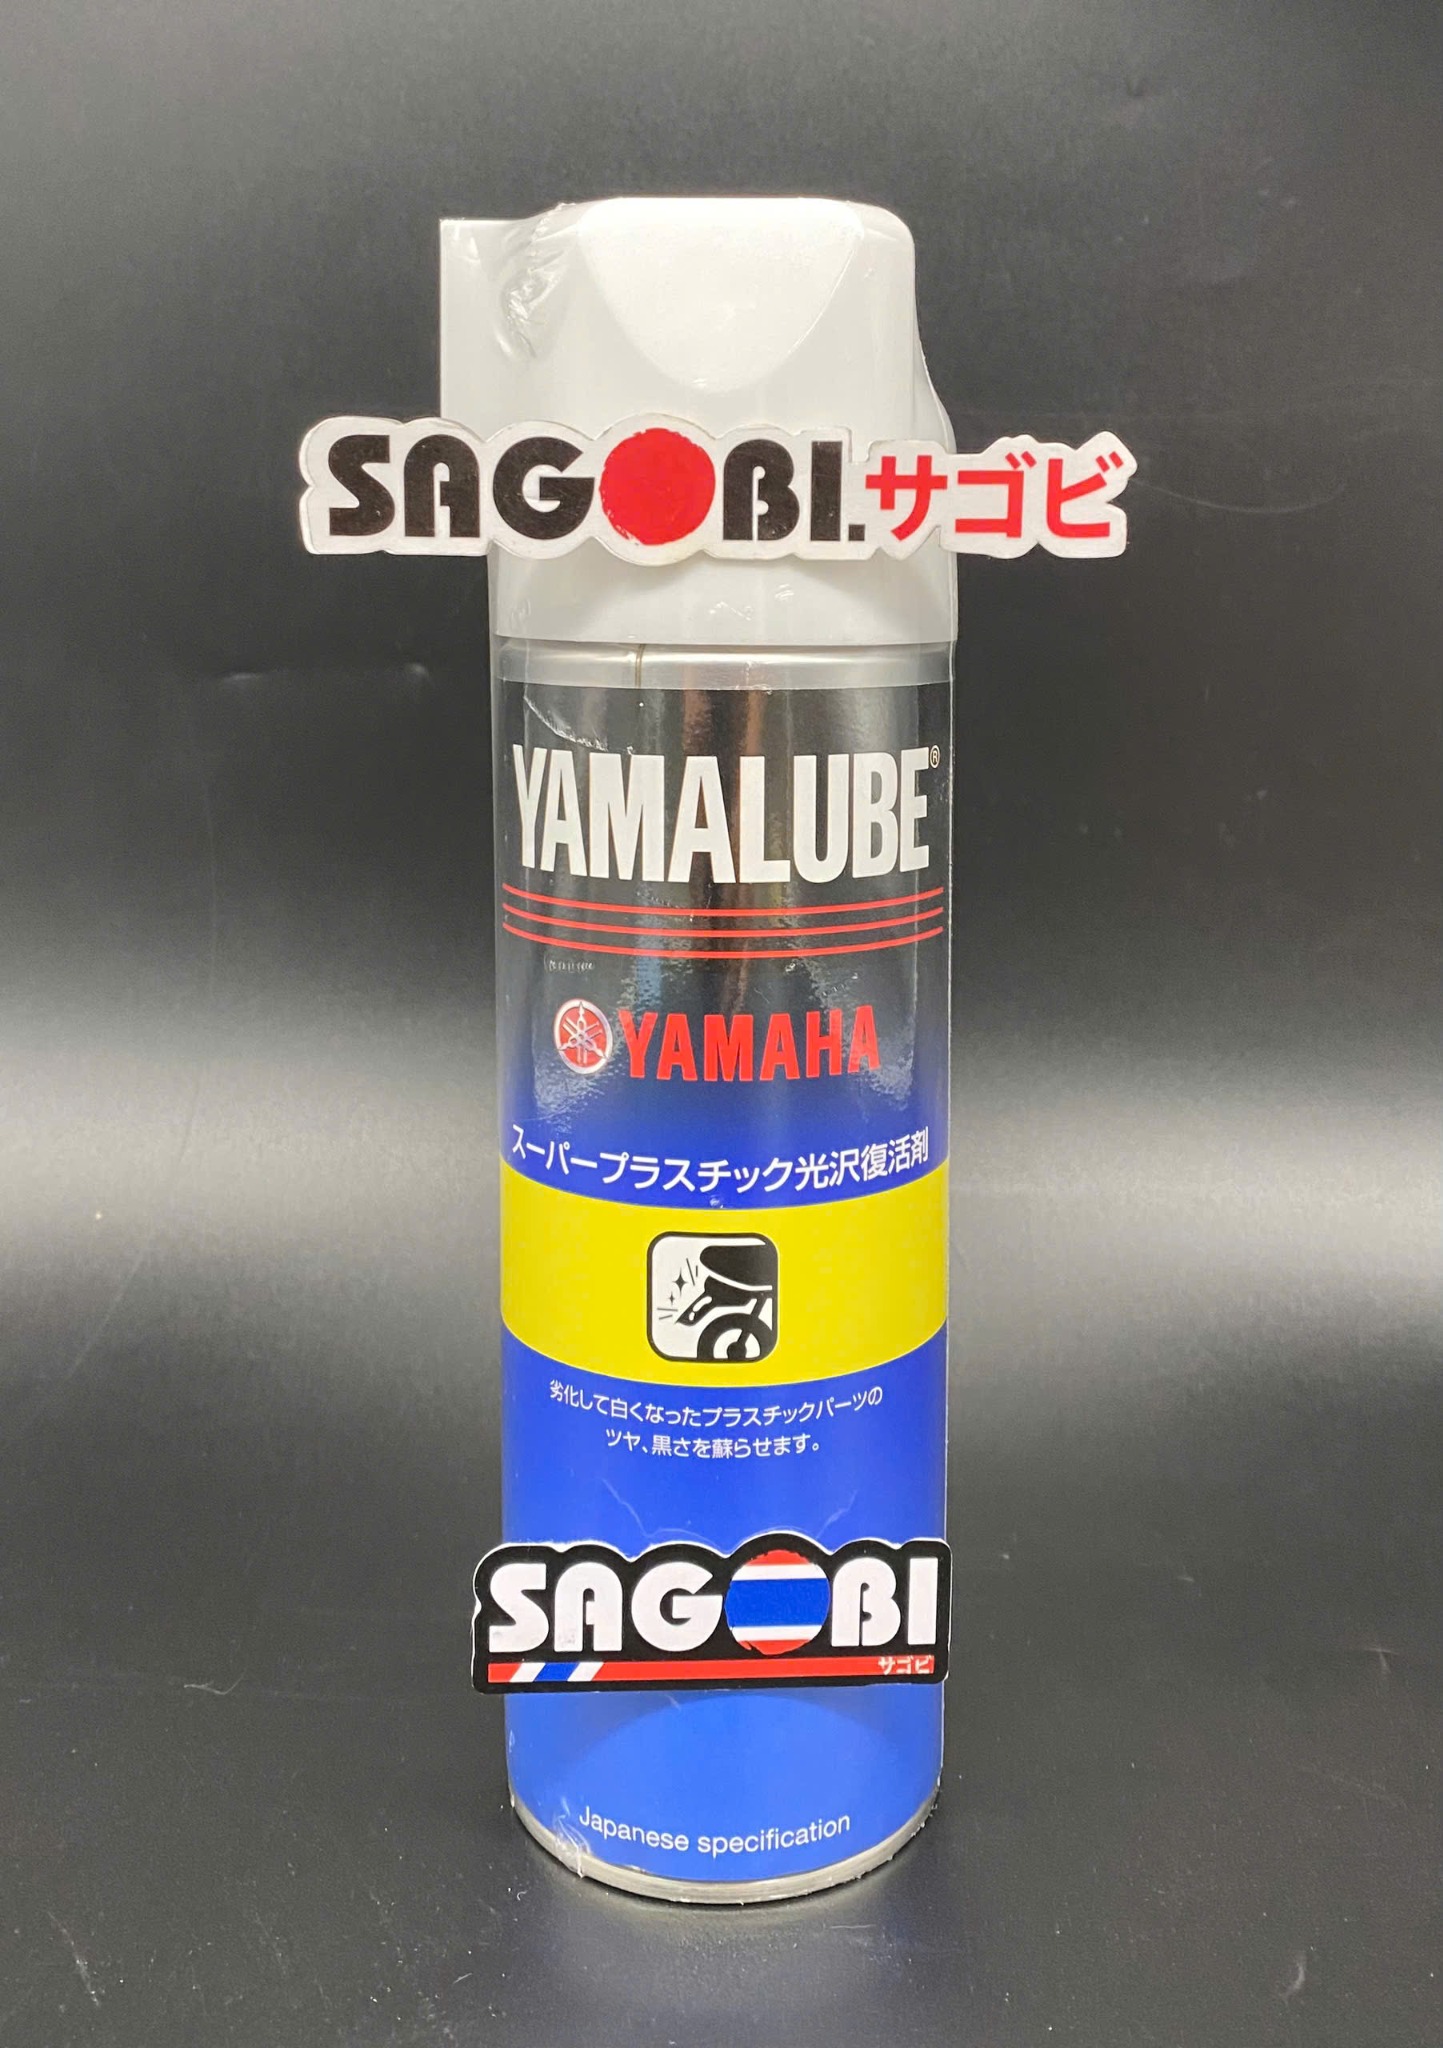 SAGOBI.サゴビ
YAMALUBE®
YAMAHA
スーパープラスチック光沢復活剤
劣化して白くなったプラスチックパーツの
ツヤ、黒さを蘇らせます。
SAGOBI
サゴビ
Japanese specification